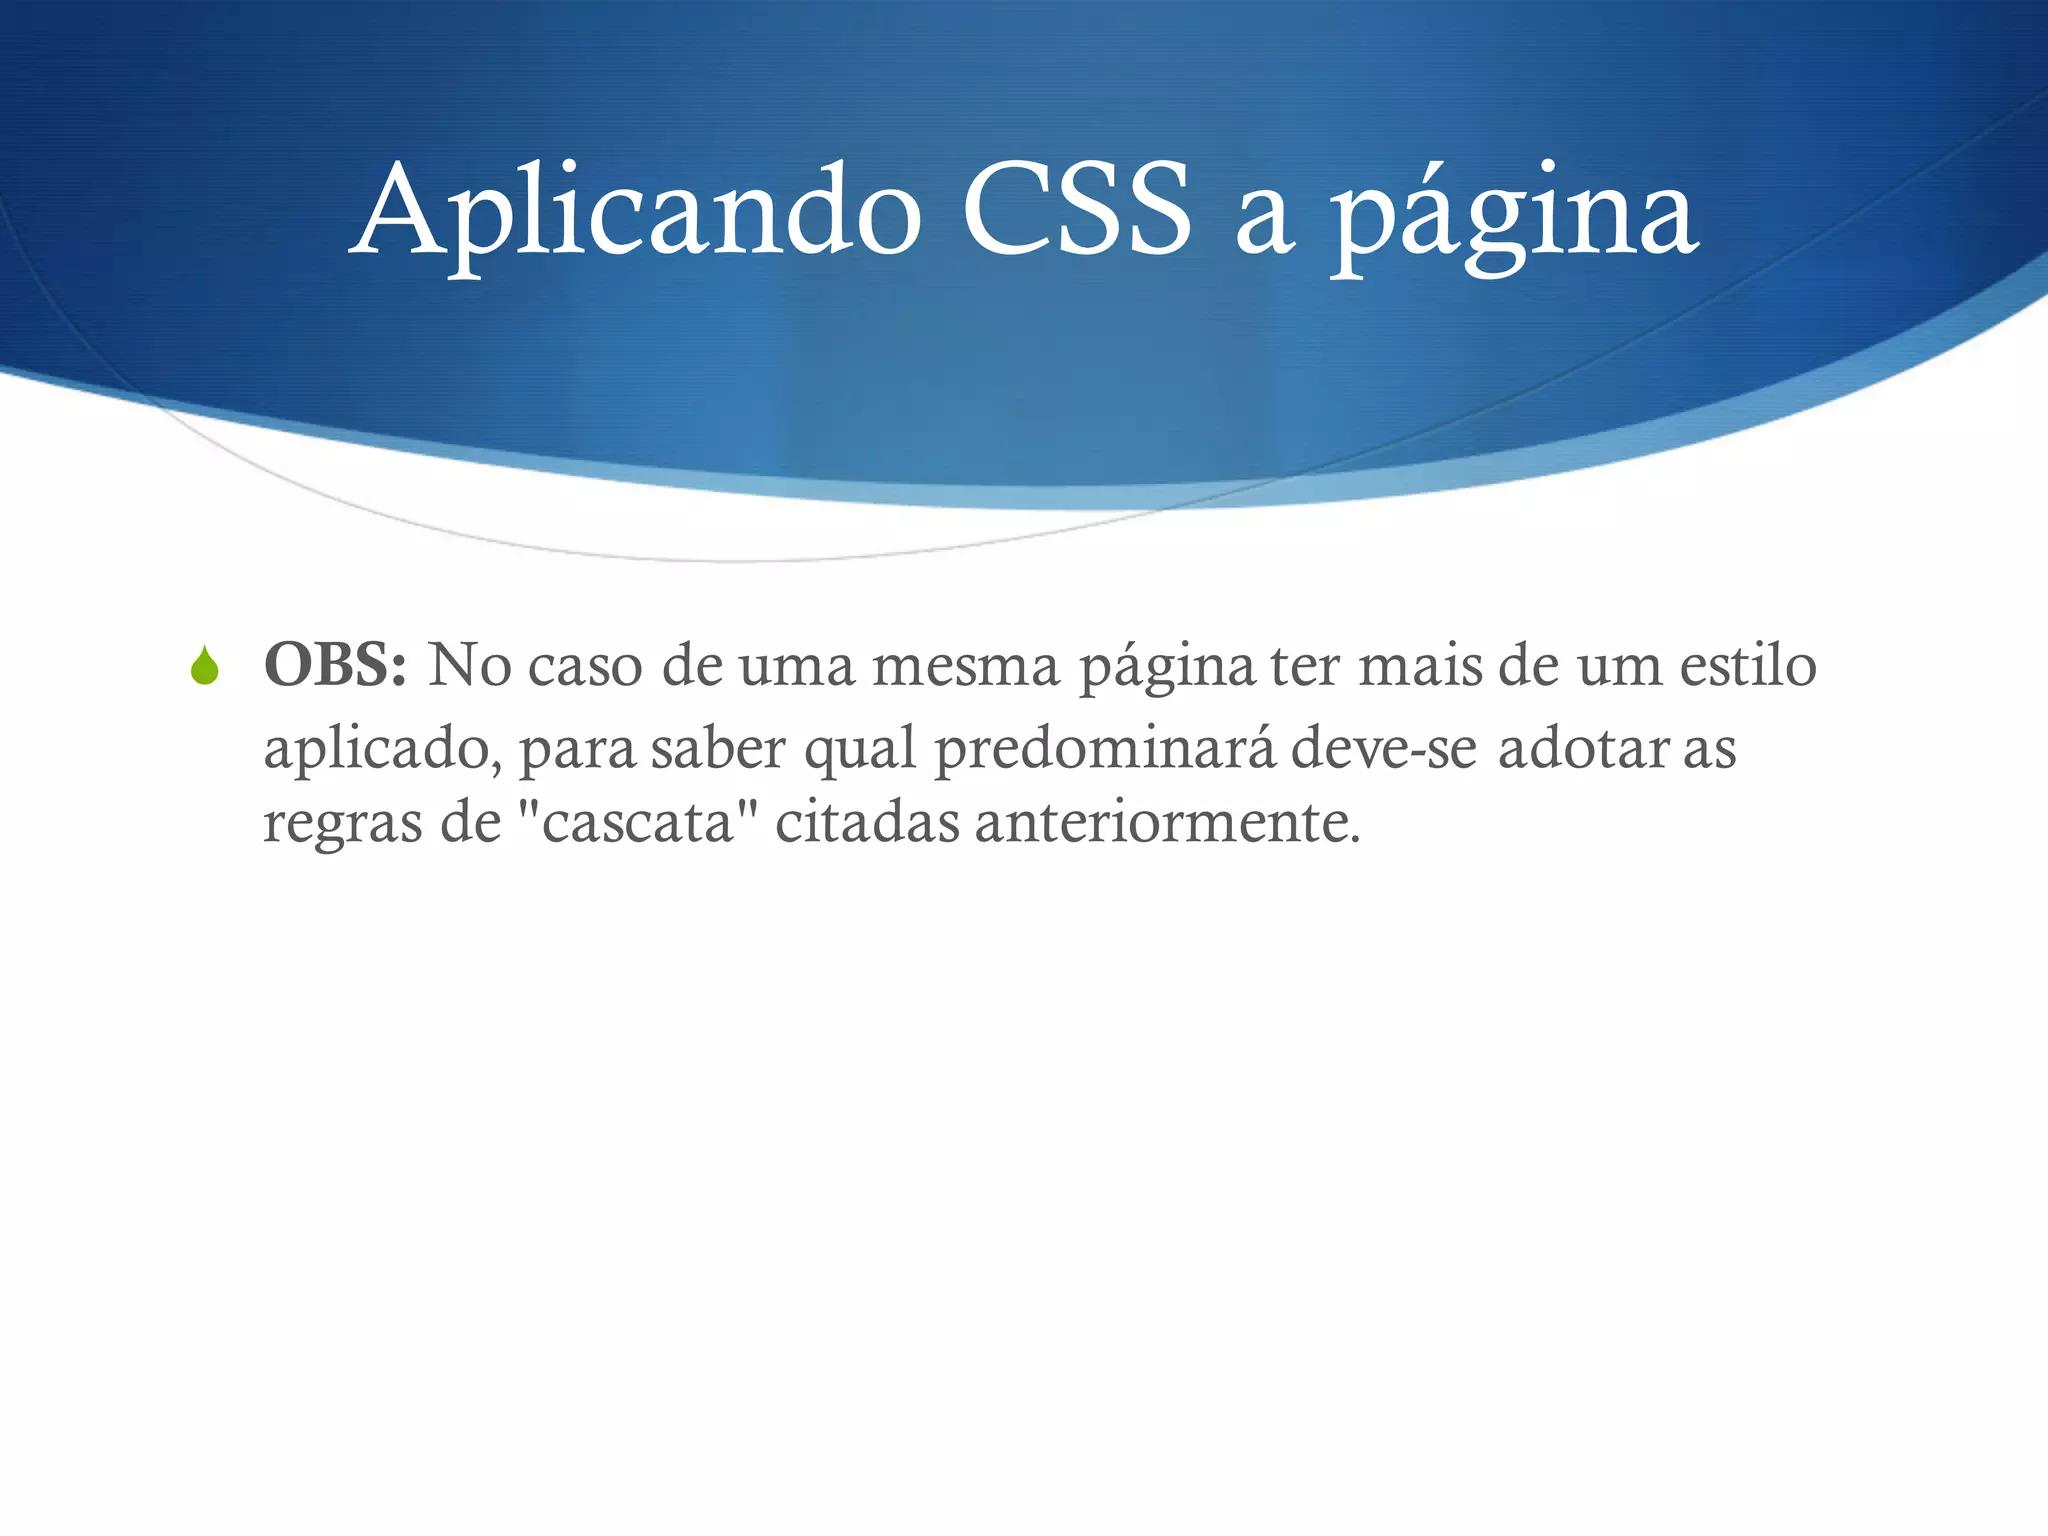 Aplicando CSS a página
OBS: No caso de uma mesma página ter mais de um estilo
aplicado, para saber qual predominará deve-se adotar as
regras de "cascata" citadas anteriormente.